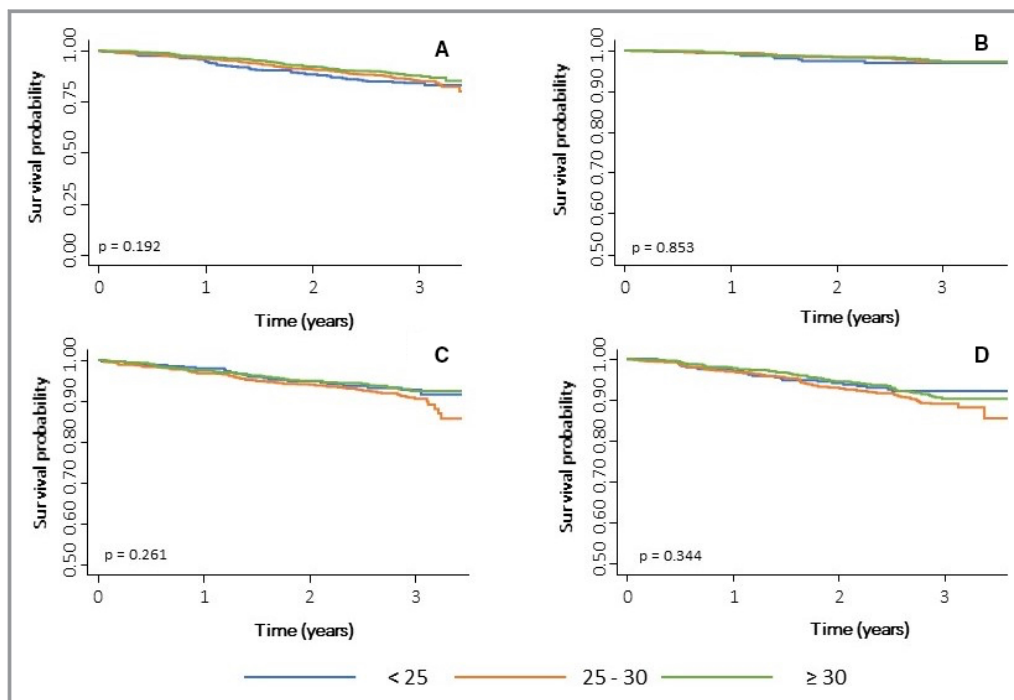 A
Survival probability
1.00
0.75
0.50
0.25
0.00
p = 0.192
0 1 2 3
Time (years)
B
Survival probability
1.00
0.90
0.80
0.70
0.60
0.50
p = 0.853
0 1 2 3
Time (years)
C
Survival probability
1.00
0.90
0.80
0.70
0.60
0.50
p = 0.261
0 1 2 3
Time (years)
D
Survival probability
1.00
0.90
0.80
0.70
0.60
0.50
p = 0.344
0 1 2 3
Time (years)
< 25 25 - 30 ≥ 30